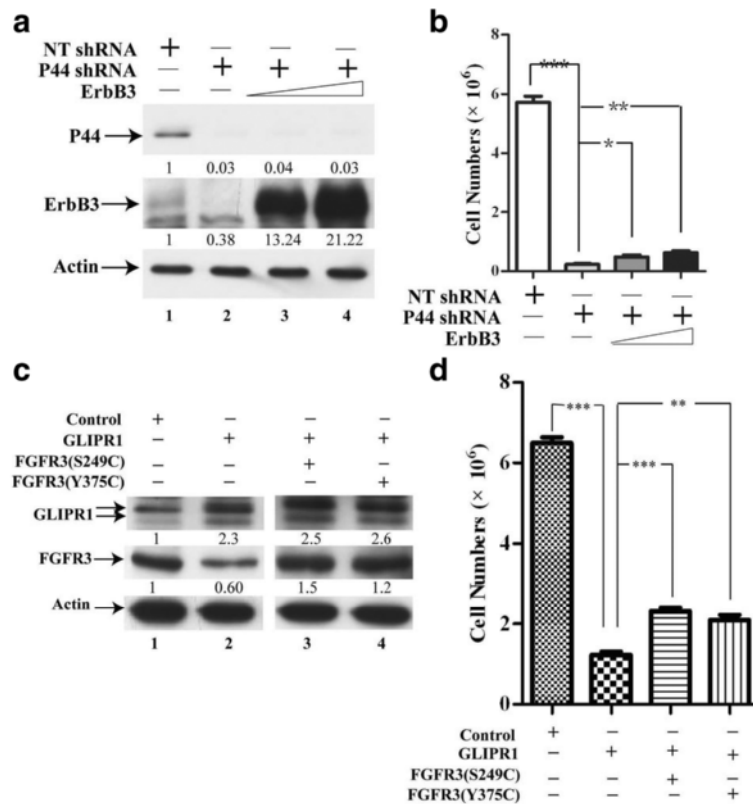 a
NT shRNA + — — —
P44 shRNA — + + +
ErbB3 — —
P44
1 0.03 0.04 0.03
ErbB3
1 0.38 13.24 21.22
Actin
1 2 3 4
b
Cell Numbers (× 10⁶)
8
6
4
2
0
***
**
*
NT shRNA + — — —
P44 shRNA — + + +
ErbB3 — —
c
Control + — — —
GLIPR1 — + + +
FGFR3(S249C) — — + —
FGFR3(Y375C) — — — +
GLIPR1
1 2.3 2.5 2.6
FGFR3
1 0.60 1.5 1.2
Actin
1 2 3 4
d
Cell Numbers (× 10⁶)
8
6
4
2
0
***
**
***
Control + — — —
GLIPR1 — + + +
FGFR3(S249C) — — + —
FGFR3(Y375C) — — — +